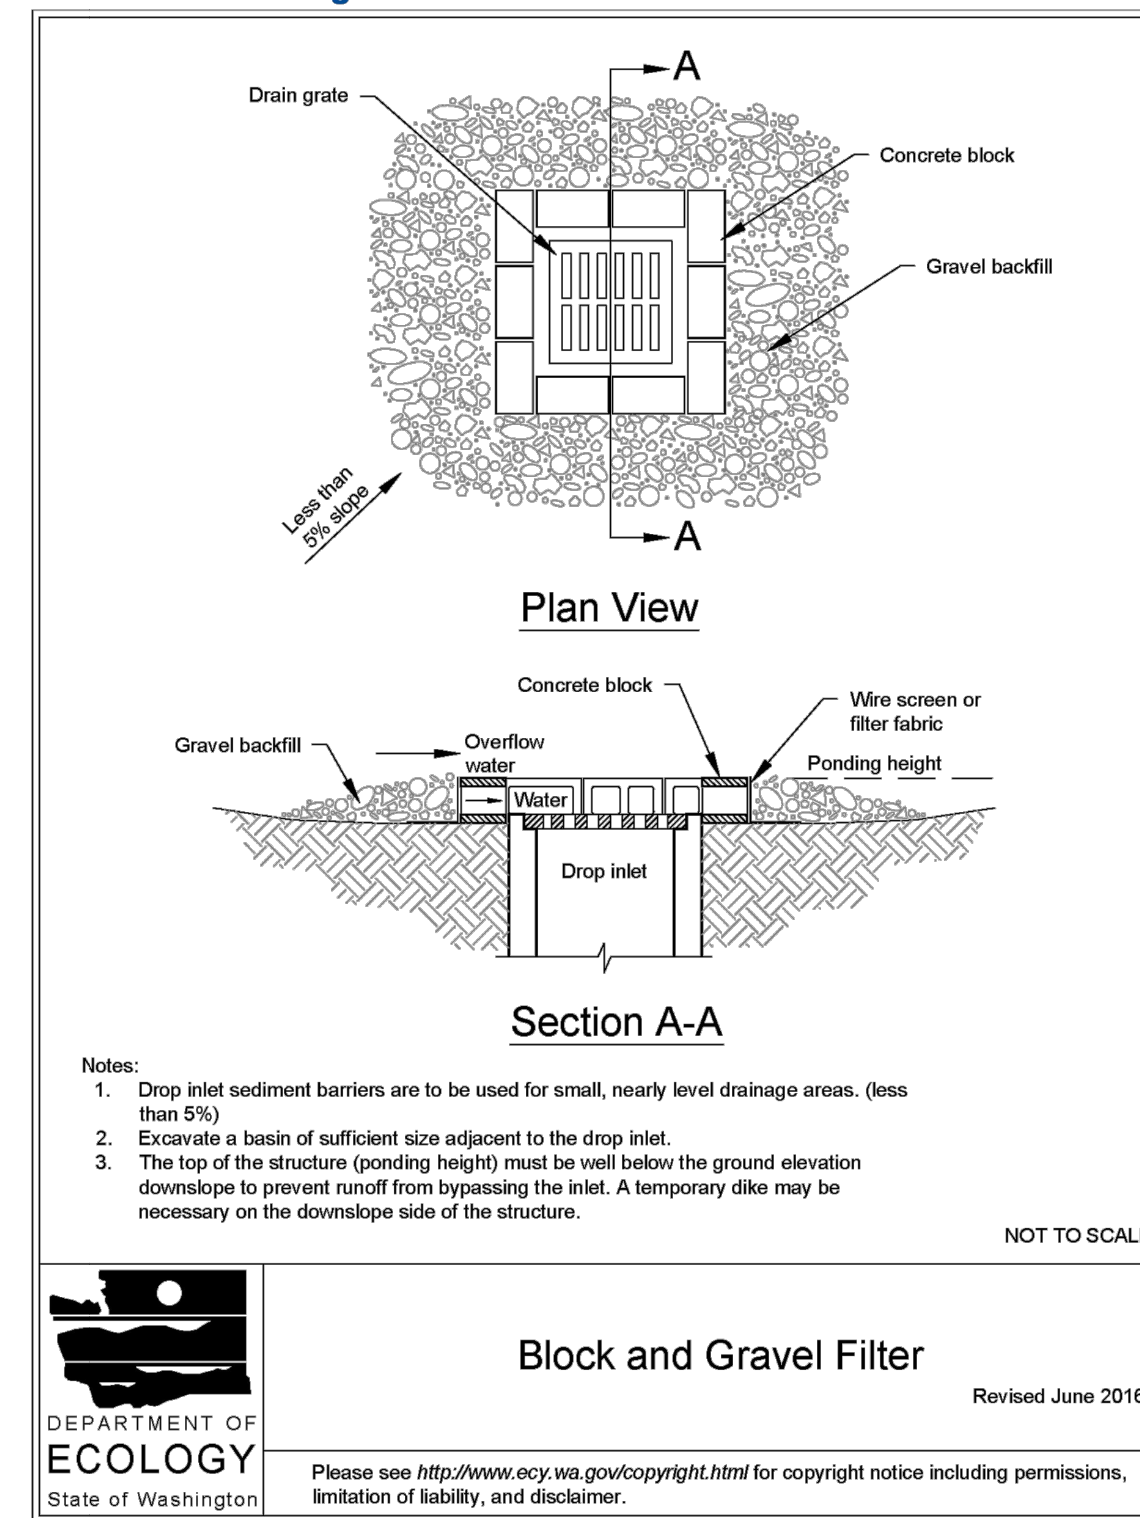 A
Drain grate
Concrete block
Gravel backfill
Less than
5% slope
A
Plan View
Concrete block
Wire screen or
filter fabric
Gravel backfill
Overflow
water
Ponding height
Water
Drop inlet
Section A-A
Notes:
1. Drop inlet sediment barriers are to be used for small, nearly level drainage areas. (less
than 5%)
2. Excavate a basin of sufficient size adjacent to the drop inlet.
3. The top of the structure (ponding height) must be well below the ground elevation
downslope to prevent runoff from bypassing the inlet. A temporary dike may be
necessary on the downslope side of the structure.
NOT TO SCAL
Block and Gravel Filter
Revised June 2016
DEPARTMENT OF
ECOLOGY
State of Washington
Please see http://www.ecy.wa.gov/copyright.html for copyright notice including permissions,
limitation of liability, and disclaimer.